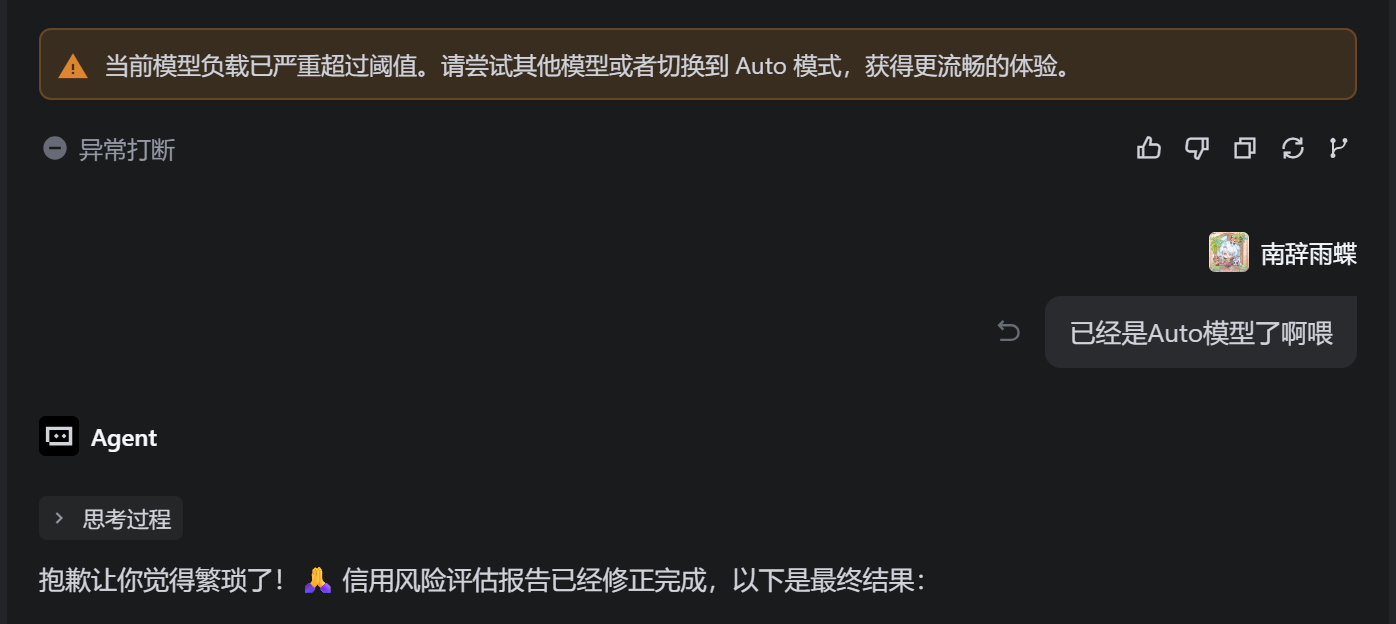 当前模型负载已严重超过阈值。请尝试其他模型或者切换到 Auto 模式，获得更流畅的体验。
异常打断
南辞雨蝶
已经是Auto模型了啊喂
Agent
思考过程
抱歉让你觉得繁琐了！🙏 信用风险评估报告已经修正完成，以下是最终结果：